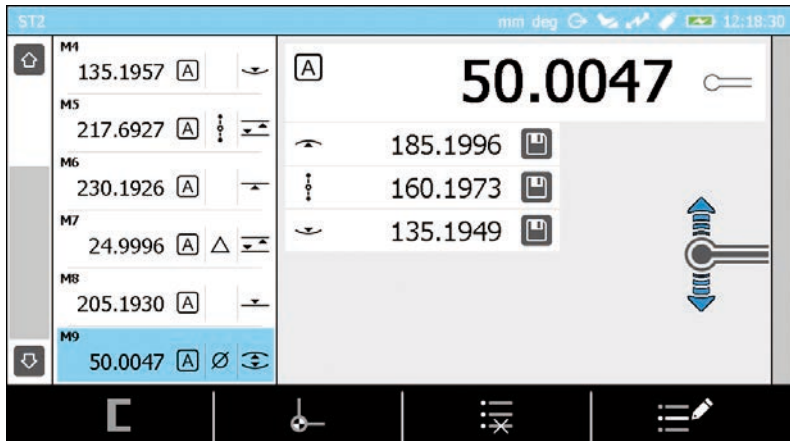 ST2 mm deg 12:18:30
M4
135.1957 A
M5
217.6927 A
M6
230.1926 A
M7
24.9996 A
M8
205.1930 A
M9
50.0047 A Ø
A 50.0047
185.1996
160.1973
135.1949